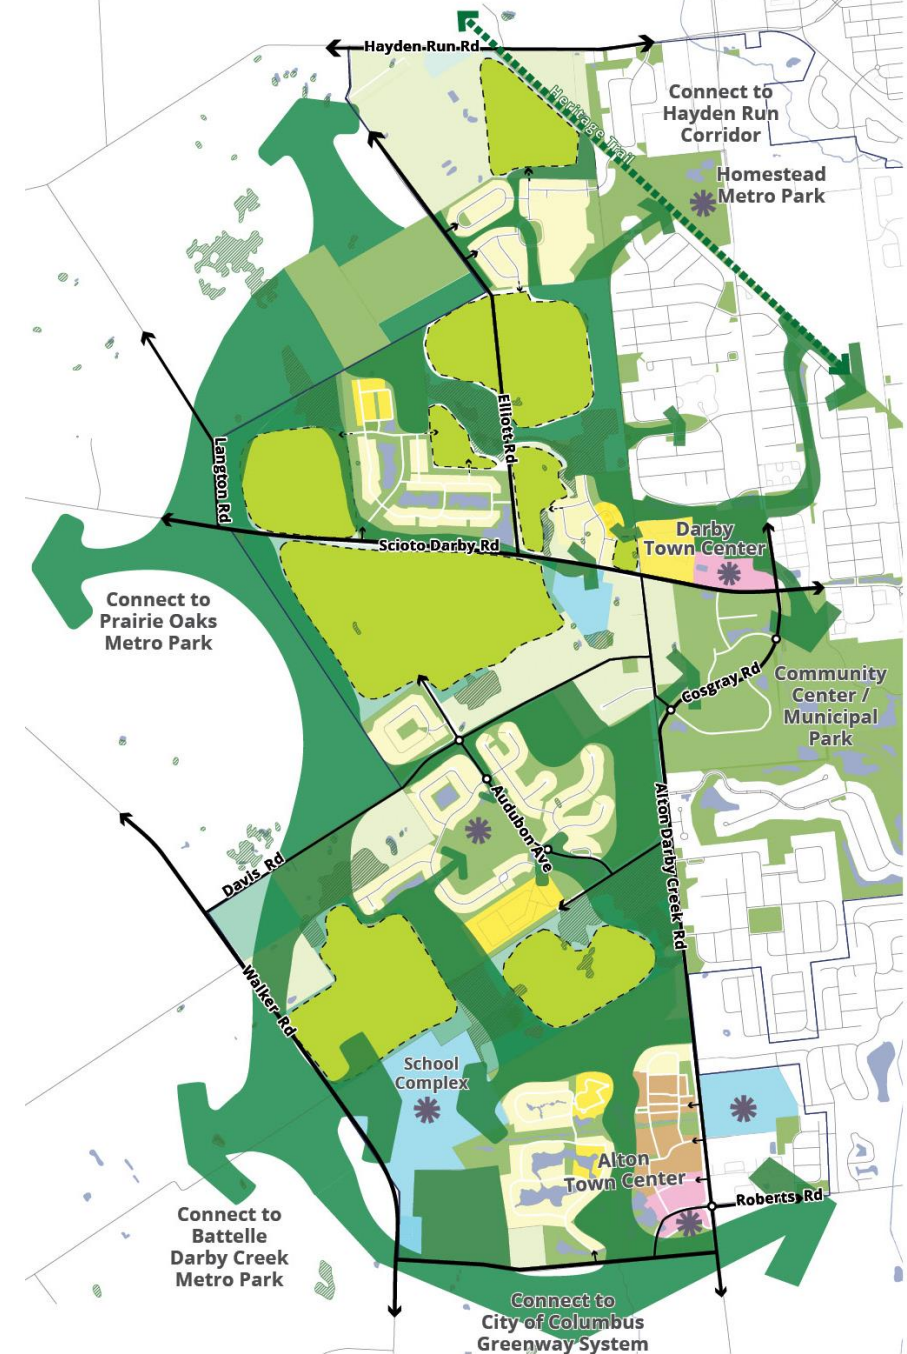 Hayden Run Rd
Heritage Trail
Connect to
Hayden Run
Corridor
Homestead
Metro Park
Elliott Rd
Langton Rd
Scioto Darby Rd
Darby
Town Center
Connect to
Prairie Oaks
Metro Park
Cosgray Rd
Community
Center /
Municipal
Park
Audubon Ave
Alton Darby Creek Rd
Davis Rd
Walker Rd
School
Complex
Alton
Town Center
Roberts Rd
Connect to
Battelle
Darby Creek
Metro Park
Connect to
City of Columbus
Greenway System